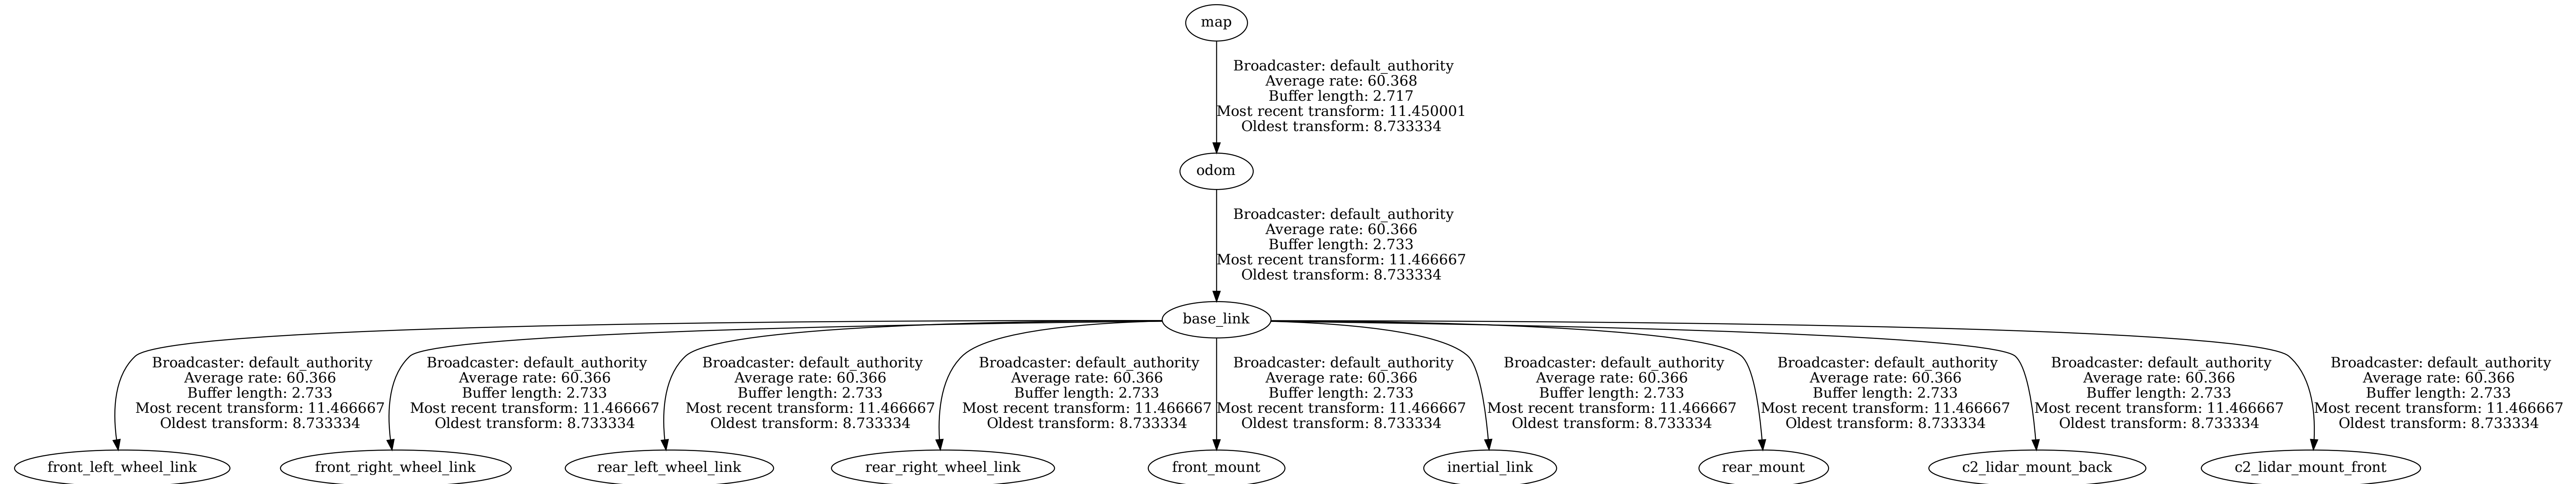 map
Broadcaster: default_authority
Average rate: 60.368
Buffer length: 2.717
Most recent transform: 11.450001
Oldest transform: 8.733334
odom
Broadcaster: default_authority
Average rate: 60.366
Buffer length: 2.733
Most recent transform: 11.466667
Oldest transform: 8.733334
base_link
Broadcaster: default_authority
Average rate: 60.366
Buffer length: 2.733
Most recent transform: 11.466667
Oldest transform: 8.733334
Broadcaster: default_authority
Average rate: 60.366
Buffer length: 2.733
Most recent transform: 11.466667
Oldest transform: 8.733334
Broadcaster: default_authority
Average rate: 60.366
Buffer length: 2.733
Most recent transform: 11.466667
Oldest transform: 8.733334
Broadcaster: default_authority
Average rate: 60.366
Buffer length: 2.733
Most recent transform: 11.466667
Oldest transform: 8.733334
Broadcaster: default_authority
Average rate: 60.366
Buffer length: 2.733
Most recent transform: 11.466667
Oldest transform: 8.733334
Broadcaster: default_authority
Average rate: 60.366
Buffer length: 2.733
Most recent transform: 11.466667
Oldest transform: 8.733334
Broadcaster: default_authority
Average rate: 60.366
Buffer length: 2.733
Most recent transform: 11.466667
Oldest transform: 8.733334
Broadcaster: default_authority
Average rate: 60.366
Buffer length: 2.733
Most recent transform: 11.466667
Oldest transform: 8.733334
Broadcaster: default_authority
Average rate: 60.366
Buffer length: 2.733
Most recent transform: 11.466667
Oldest transform: 8.733334
front_left_wheel_link
front_right_wheel_link
rear_left_wheel_link
rear_right_wheel_link
front_mount
inertial_link
rear_mount
c2_lidar_mount_back
c2_lidar_mount_front